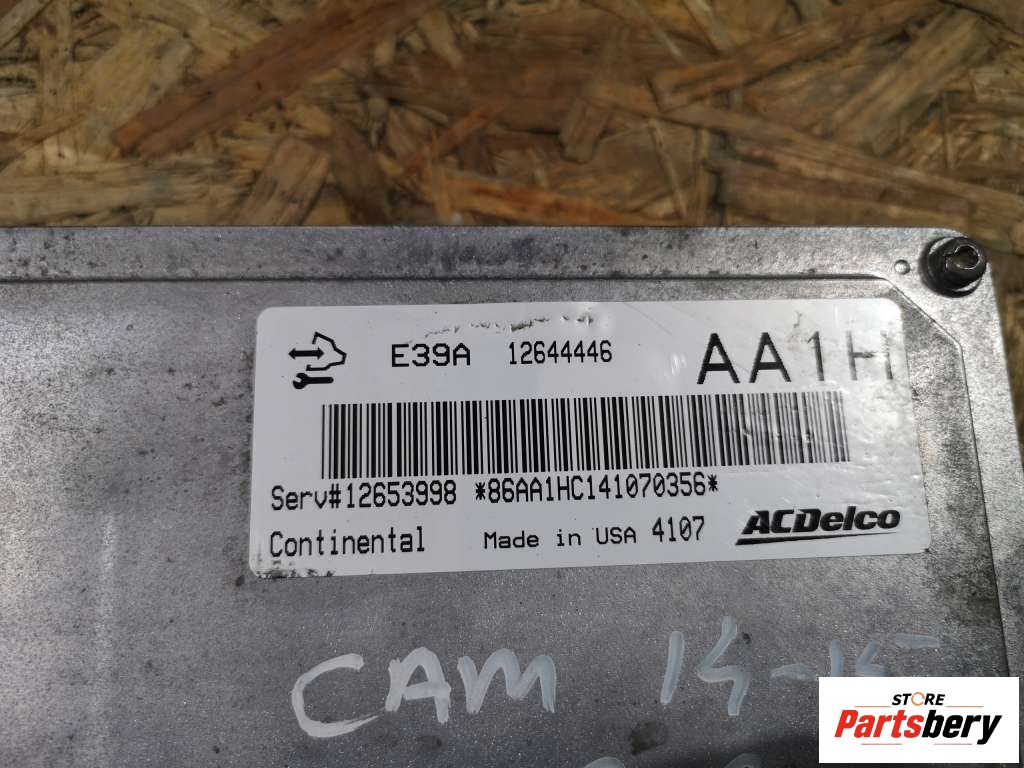 E39A 12644446 AA1H
Serv#12653998 *86AA1HC141070356*
Continental Made in USA 4107 ACDelco
CAM 14-15
STORE
Partsbery